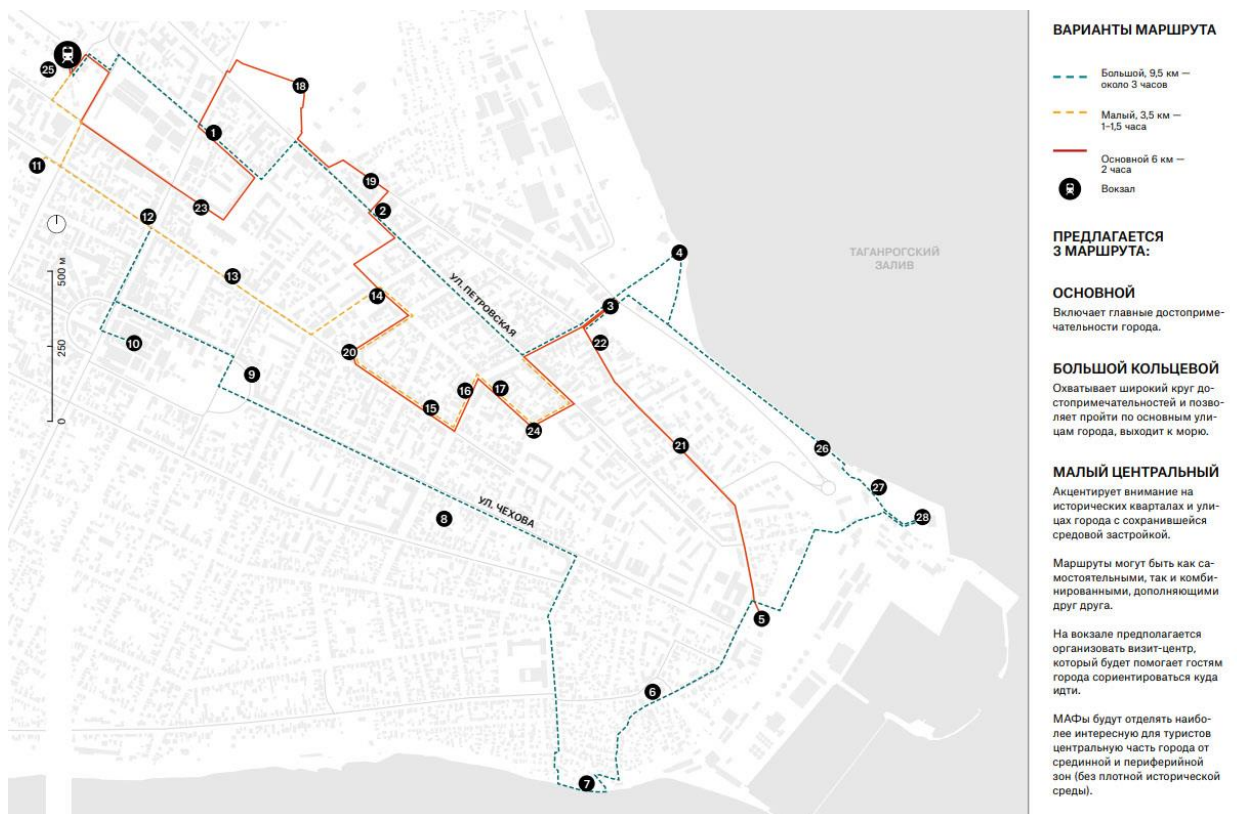 25
18
1
11
19
23
2
12
4
ТАГАНРОГСКИЙ
ЗАЛИВ
500 М
13
УЛ. ПЕТРОВСКАЯ
14
3
250
10
20
22
9
16
17
0
15
24
21
26
27
УЛ. ЧЕХОВА
8
28
5
6
7
ВАРИАНТЫ МАРШРУТА
Большой, 9,5 км —
около 3 часов
Малый, 3,5 км —
1–1,5 часа
Основной 6 км —
2 часа
Вокзал
ПРЕДЛАГАЕТСЯ
3 МАРШРУТА:
ОСНОВНОЙ
Включает главные достоприме-
чательности города.
БОЛЬШОЙ КОЛЬЦЕВОЙ
Охватывает широкий круг до-
стопримечательностей и позво-
ляет пройти по основным ули-
цам города, выходит к морю.
МАЛЫЙ ЦЕНТРАЛЬНЫЙ
Акцентирует внимание на
исторических кварталах и ули-
цах города с сохранившейся
средовой застройкой.
Маршруты могут быть как са-
мостоятельными, так и комби-
нированными, дополняющими
друг друга.
На вокзале предполагается
организовать визит-центр,
который будет помогает гостям
города сориентироваться куда
идти.
МАФы будут отделять наибо-
лее интересную для туристов
центральную часть города от
срединной и периферийной
зон (без плотной исторической
среды).